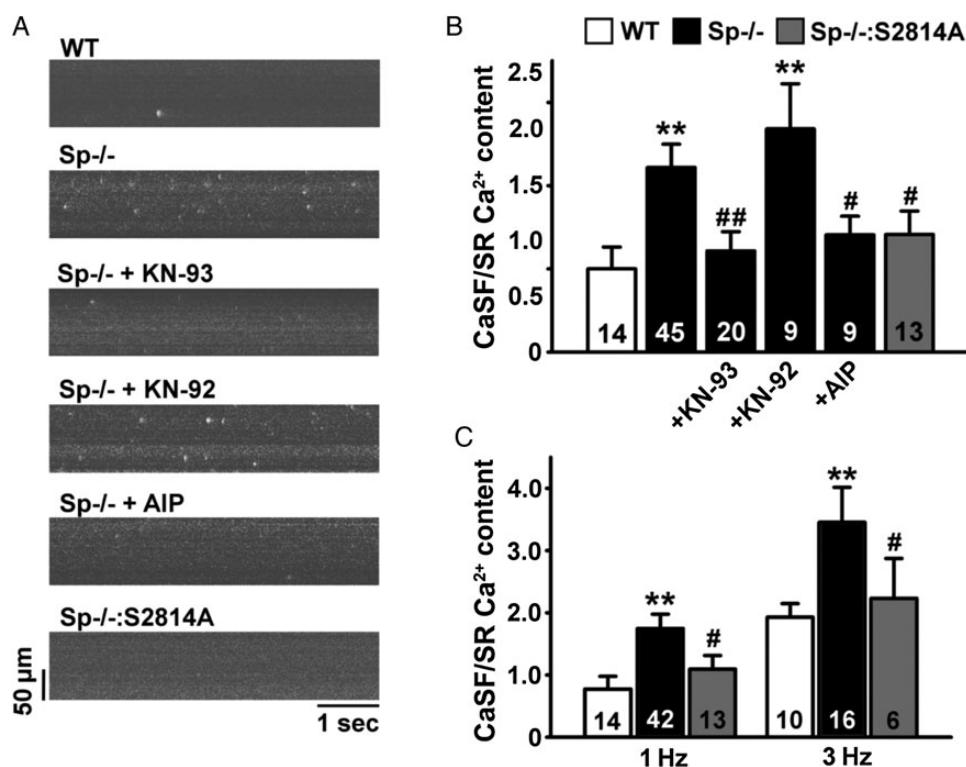 A
WT
Sp-/-
Sp-/- + KN-93
Sp-/- + KN-92
Sp-/- + AIP
Sp-/-:S2814A
50 µm
1 sec
B
WT Sp-/- Sp-/-:S2814A
CaSF/SR Ca²⁺ content
2.5
2.0
1.5
1.0
0.5
0
** ## ** # #
14 45 20 9 9 13
+KN-93 +KN-92 +AIP
C
CaSF/SR Ca²⁺ content
4.0
3.0
2.0
1.0
0
** # ** #
14 42 13 10 16 6
1 Hz 3 Hz